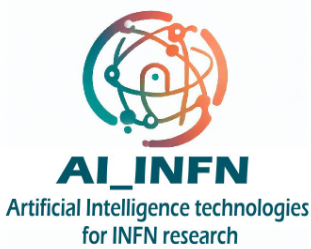 AI_INFN
Artificial Intelligence technologies
for INFN research